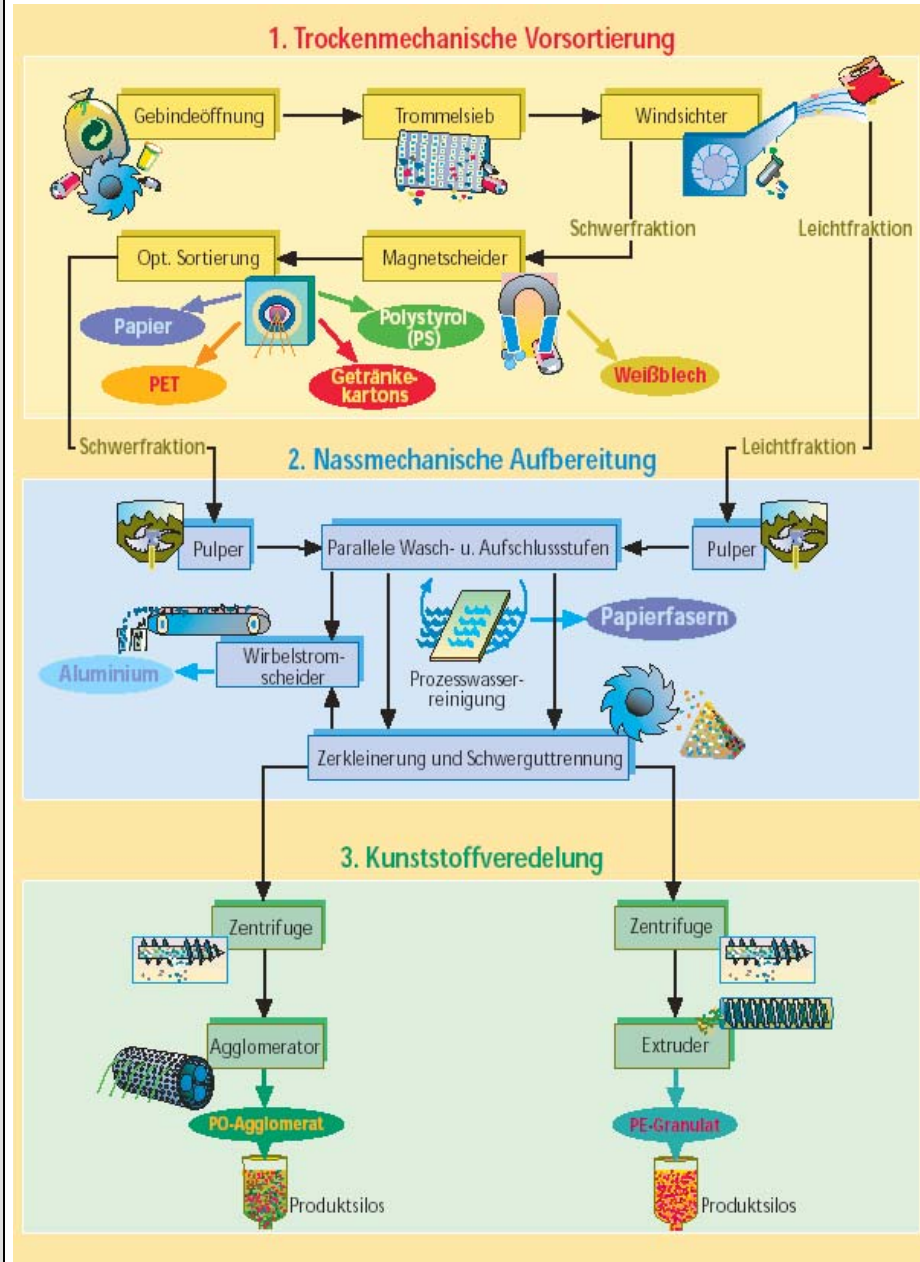 1. Trockenmechanische Vorsortierung
Gebindeöffnung
Trommelsieb
Windsichter
Schwerfraktion
Leichtfraktion
Opt. Sortierung
Magnetscheider
Papier
Polystyrol
(PS)
PET
Getränke-
kartons
Weißblech
Schwerfraktion
Leichtfraktion
2. Nassmechanische Aufbereitung
Pulper
Parallele Wasch- u. Aufschlussstufen
Pulper
Papierfasern
Aluminium
Wirbelstrom-
scheider
Prozesswasser-
reinigung
Zerkleinerung und Schwerguttrennung
3. Kunststoffveredelung
Zentrifuge
Zentrifuge
Agglomerator
Extruder
PO-Agglomerat
PE-Granulat
Produktsilos
Produktsilos